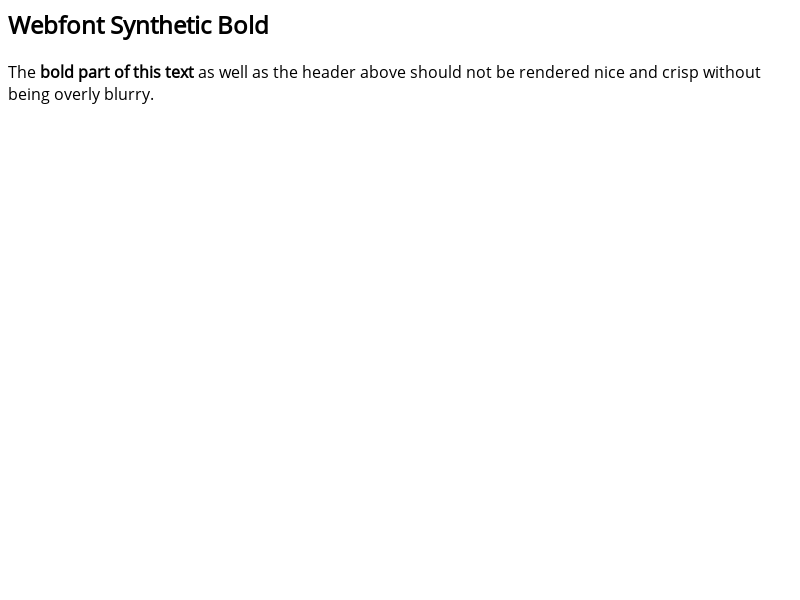 Webfont Synthetic Bold
The bold part of this text as well as the header above should not be rendered nice and crisp without
being overly blurry.